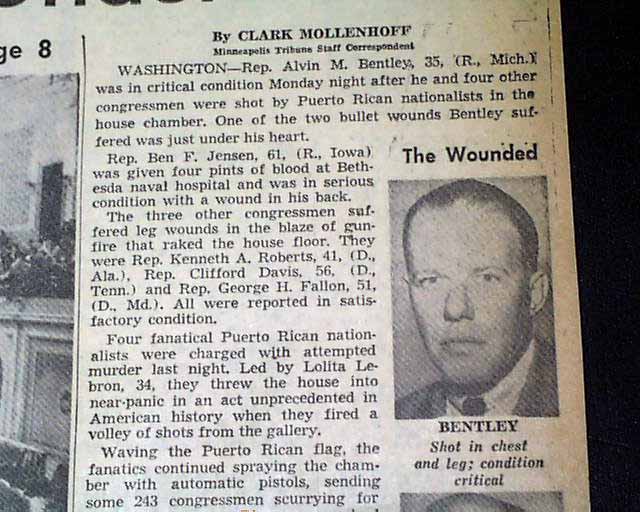 ge 8
By CLARK MOLLENHOFF
Minneapolis Tribune Staff Correspondent
WASHINGTON—Rep. Alvin M. Bentley, 35, (R., Mich.)
was in critical condition Monday night after he and four other
congressmen were shot by Puerto Rican nationalists in the
house chamber. One of the two bullet wounds Bentley suf-
fered was just under his heart.
Rep. Ben F. Jensen, 61, (R., Iowa)
was given four pints of blood at Beth-
esda naval hospital and was in serious
condition with a wound in his back.
The three other congressmen suf-
fered leg wounds in the blaze of gun-
fire that raked the house floor. They
were Rep. Kenneth A. Roberts, 41, (D.,
Ala.), Rep. Clifford Davis, 56, (D.,
Tenn.) and Rep. George H. Fallon, 51,
(D., Md.). All were reported in satis-
factory condition.
Four fanatical Puerto Rican nation-
alists were charged with attempted
murder last night. Led by Lolita Le-
bron, 34, they threw the house into
near-panic in an act unprecedented in
American history when they fired a
volley of shots from the gallery.
Waving the Puerto Rican flag, the
fanatics continued spraying the cham-
ber with automatic pistols, sending
some 243 congressmen scurrying for
The Wounded
BENTLEY
Shot in chest
and leg; condition
critical